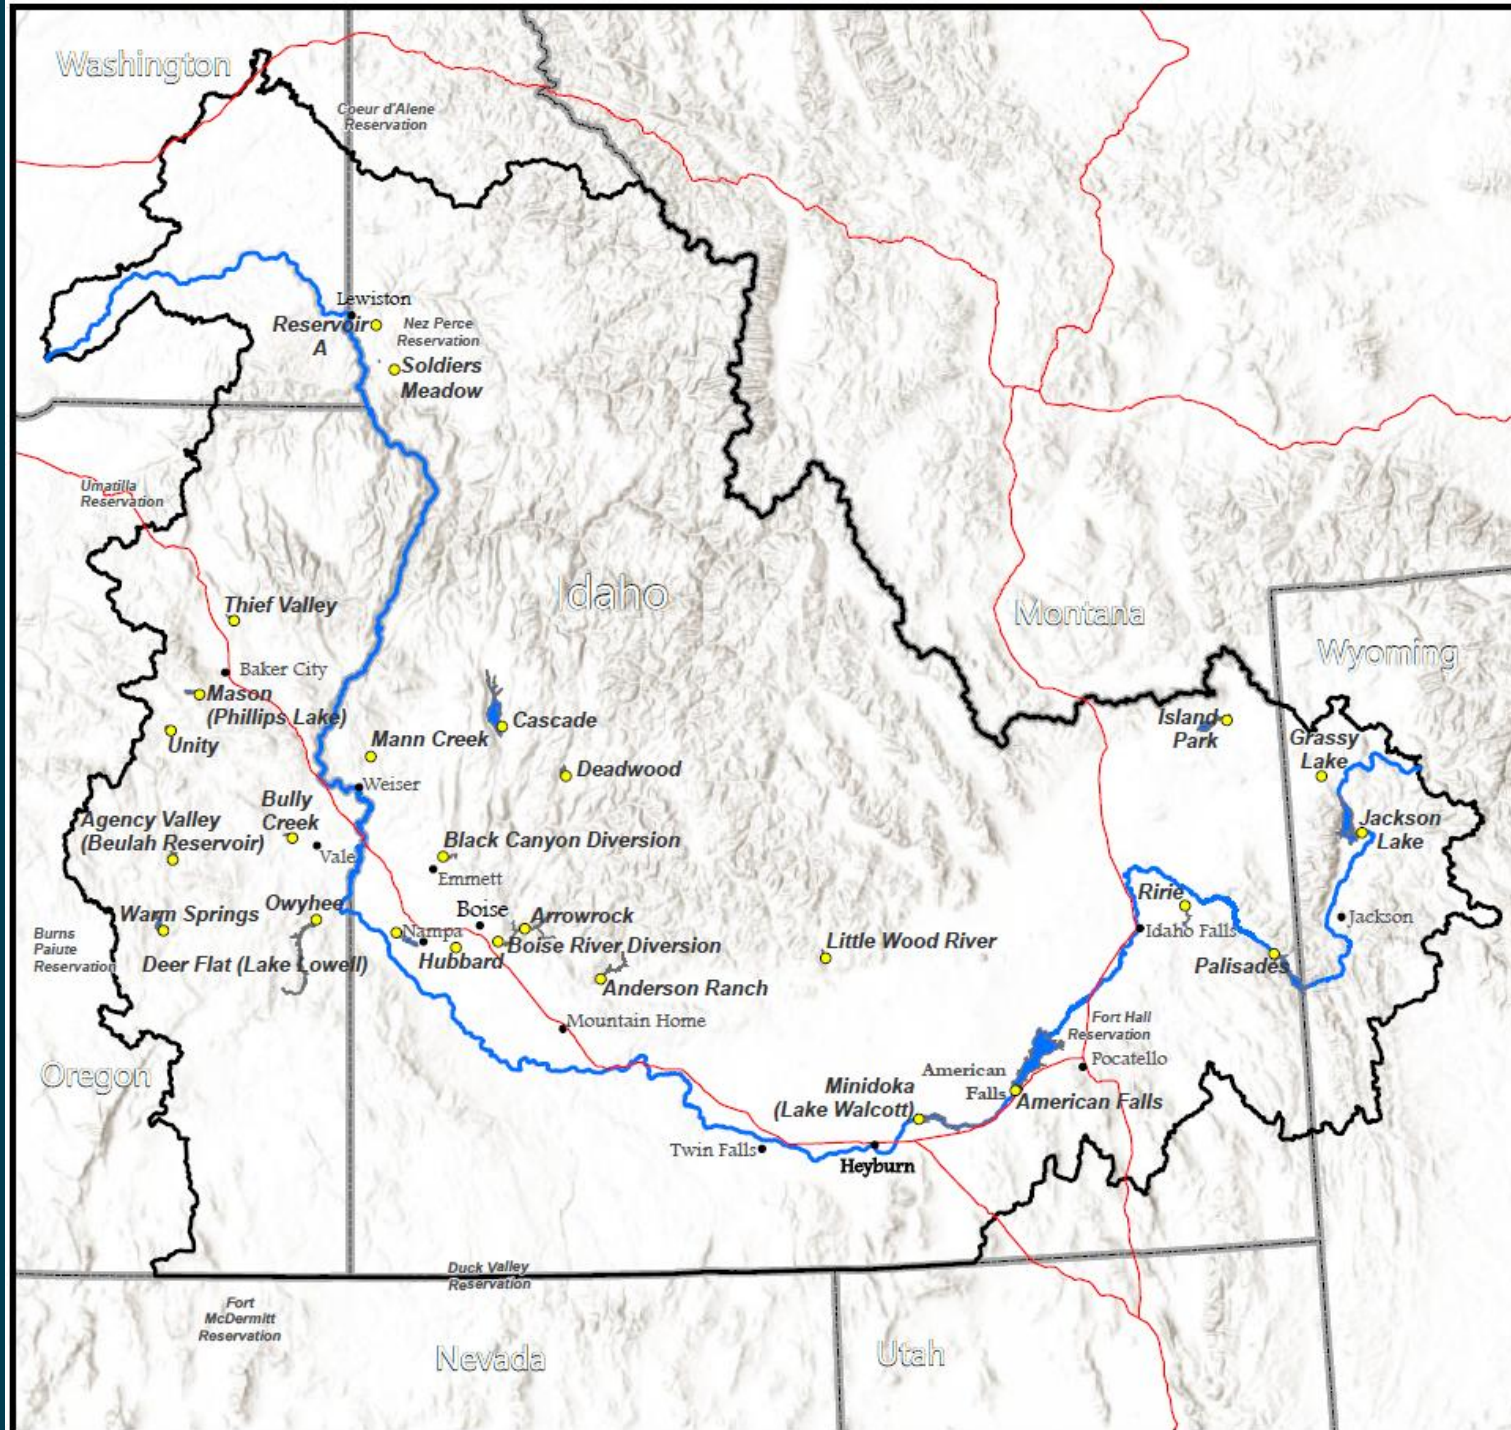 Washington
Coeur d'Alene
Reservation
Lewiston
Reservoir
A
Nez Perce
Reservation
Soldiers
Meadow
Umatilla
Reservation
Idaho
Montana
Wyoming
Thief Valley
Baker City
Mason
(Phillips Lake)
Unity
Cascade
Mann Creek
Deadwood
Weiser
Island
Park
Grassy
Lake
Bully
Creek
Agency Valley
(Beulah Reservoir)
Vale
Black Canyon Diversion
Emmett
Jackson
Lake
Ririe
Jackson
Warm Springs
Owyhee
Boise
Arrowrock
Nampa
Boise River Diversion
Hubbard
Idaho Falls
Little Wood River
Burns
Paiute
Reservation
Deer Flat (Lake Lowell)
Palisades
Anderson Ranch
Mountain Home
Fort Hall
Reservation
Oregon
Pocatello
American
Falls
Minidoka
(Lake Walcott)
American Falls
Twin Falls
Heyburn
Duck Valley
Reservation
Fort
McDermitt
Reservation
Nevada
Utah